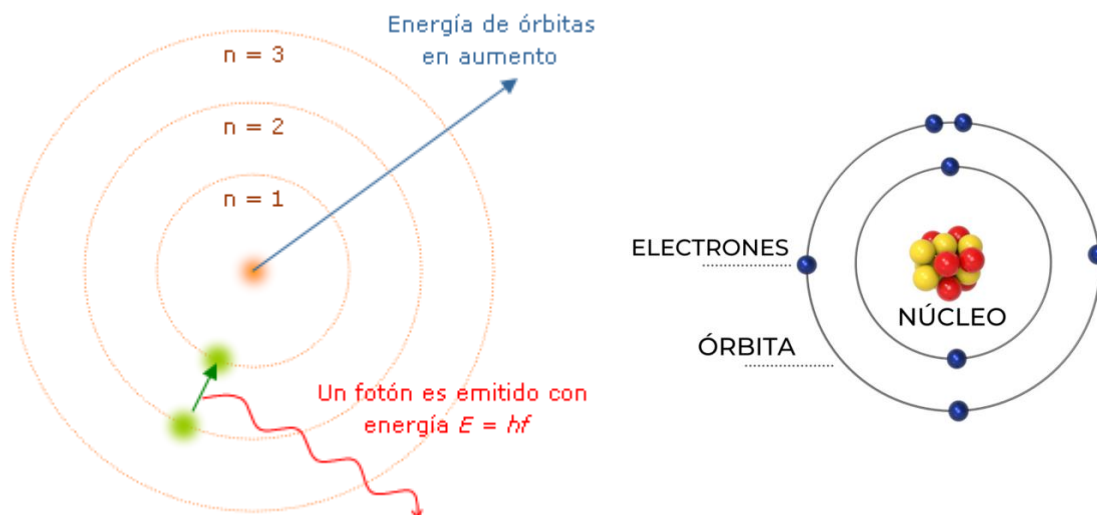 Energía de órbitas
en aumento
n = 3
n = 2
n = 1
Un fotón es emitido con
energía E = hf
ELECTRONES
NÚCLEO
ÓRBITA